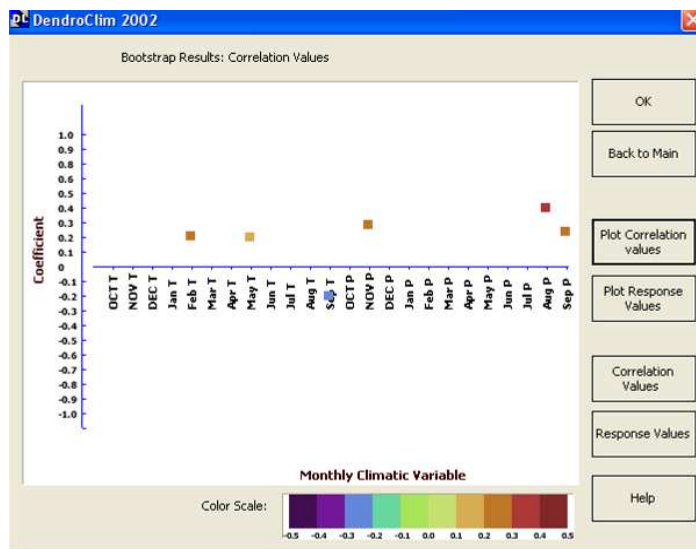 DendroClim 2002
Bootstrap Results: Correlation Values
OK
Back to Main
Plot Correlation
values
Plot Response
Values
Correlation
Values
Response Values
Help
Coefficient
1.0
0.9
0.8
0.7
0.6
0.5
0.4
0.3
0.2
0.1
0
-0.1
-0.2
-0.3
-0.4
-0.5
-0.6
-0.7
-0.8
-0.9
-1.0
OCT T
NOV T
DEC T
Jan T
Feb T
Mar T
Apr T
May T
Jun T
Jul T
Aug T
Sep T
OCT P
NOV P
DEC P
Jan P
Feb P
Mar P
Apr P
May P
Jun P
Jul P
Aug P
Sep P
Monthly Climatic Variable
Color Scale:
-0.5 -0.4 -0.3 -0.2 -0.1 0.0 0.1 0.2 0.3 0.4 0.5